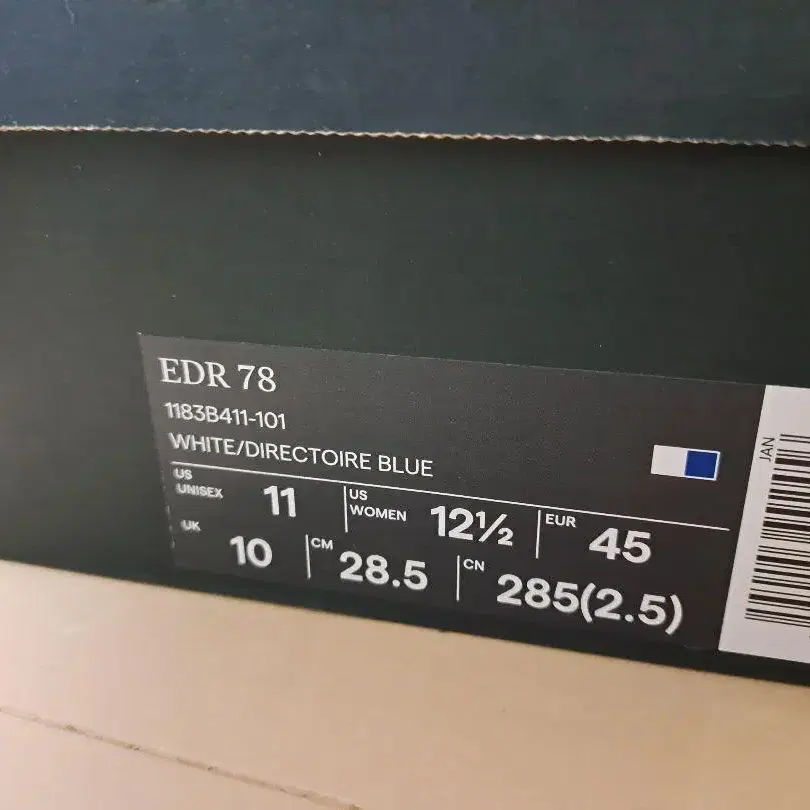 EDR 78
1183B411-101
WHITE/DIRECTOIRE BLUE
US UNISEX 11 US WOMEN 12½ EUR 45
UK 10 CM 28.5 CN 285(2.5)
JAN